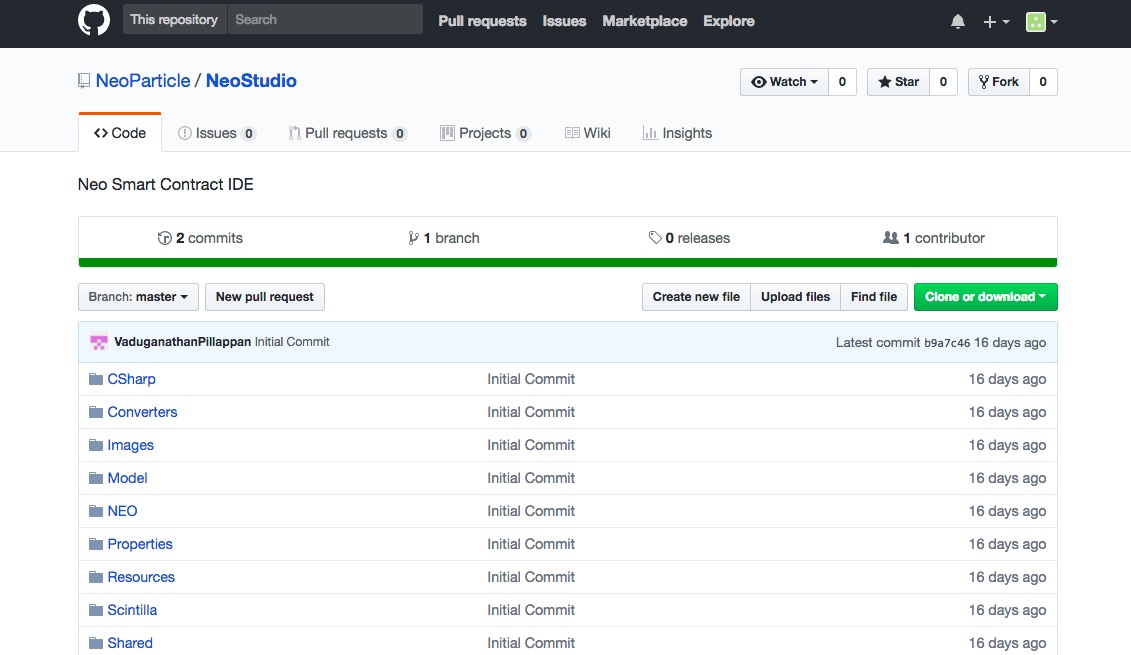 This repository Search Pull requests Issues Marketplace Explore
NeoParticle / NeoStudio Watch 0 Star 0 Fork 0
Code Issues 0 Pull requests 0 Projects 0 Wiki Insights
Neo Smart Contract IDE
2 commits 1 branch 0 releases 1 contributor
Branch: master New pull request Create new file Upload files Find file Clone or download
VaduganathanPillappan Initial Commit Latest commit b9a7c46 16 days ago
CSharp Initial Commit 16 days ago
Converters Initial Commit 16 days ago
Images Initial Commit 16 days ago
Model Initial Commit 16 days ago
NEO Initial Commit 16 days ago
Properties Initial Commit 16 days ago
Resources Initial Commit 16 days ago
Scintilla Initial Commit 16 days ago
Shared Initial Commit 16 days ago